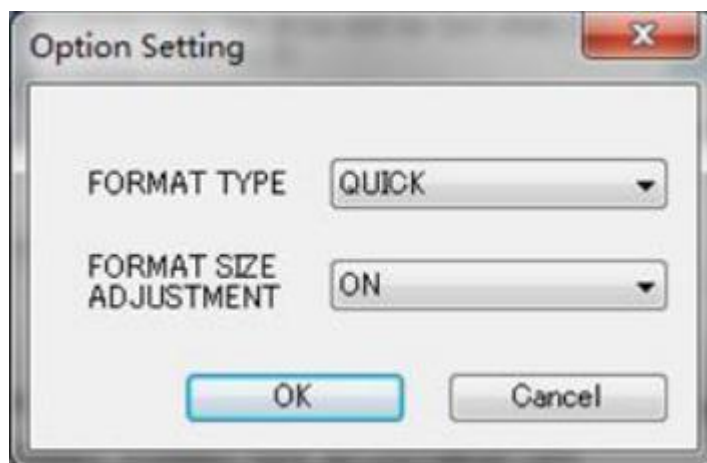 Option Setting
FORMAT TYPE QUICK
FORMAT SIZE
ADJUSTMENT ON
OK Cancel